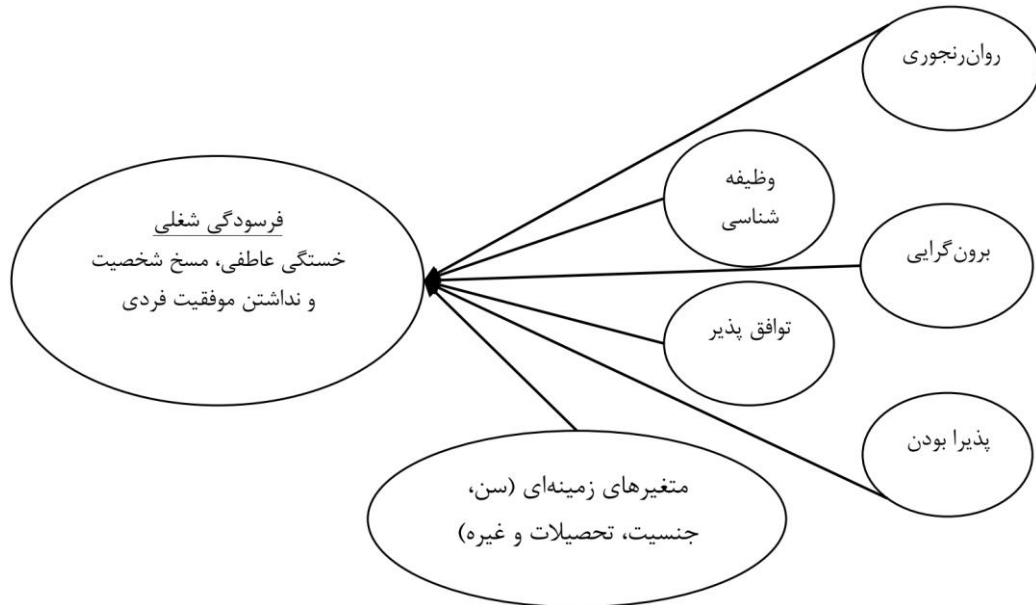 روان‌رنجوری
وظیفه
شناسی
برون‌گرایی
توافق پذیر
پذیرا بودن
فرسودگی شغلی
خستگی عاطفی، مسخ شخصیت
و نداشتن موفقیت فردی
متغیرهای زمینه‌ای (سن،
جنسیت، تحصیلات و غیره)